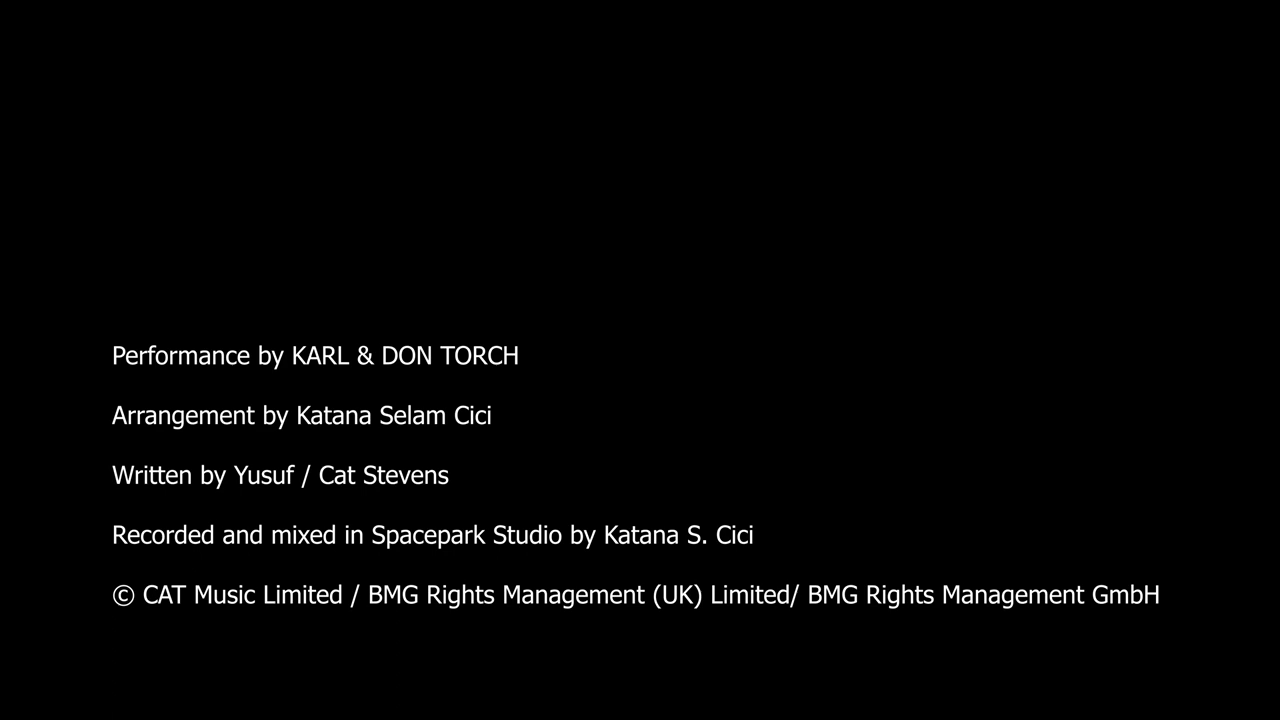 Performance by KARL & DON TORCH
Arrangement by Katana Selam Cici
Written by Yusuf / Cat Stevens
Recorded and mixed in Spacepark Studio by Katana S. Cici
© CAT Music Limited / BMG Rights Management (UK) Limited/ BMG Rights Management GmbH